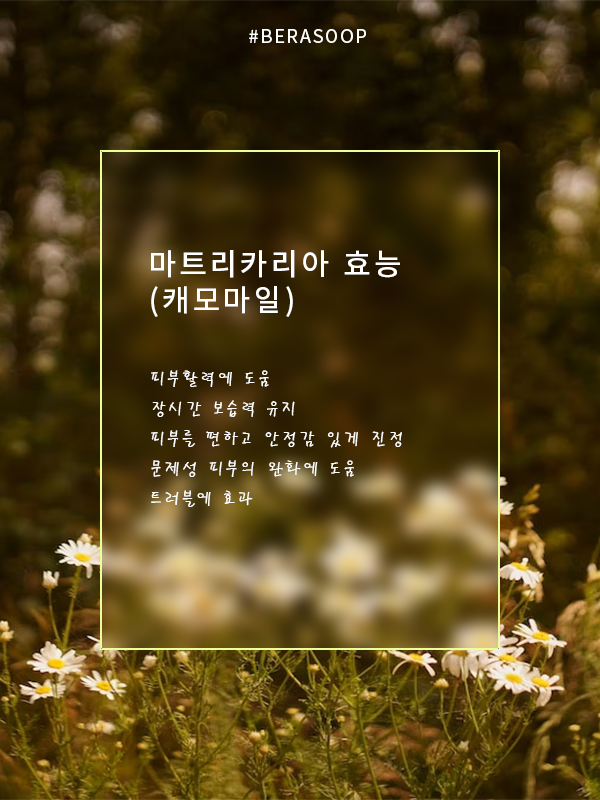 #BERASOOP
마트리카리아 효능
(캐모마일)
피부활력에 도움
장시간 보습력 유지
피부를 편하고 안정감 있게 진정
문제성 피부의 완화에 도움
트러블에 효과